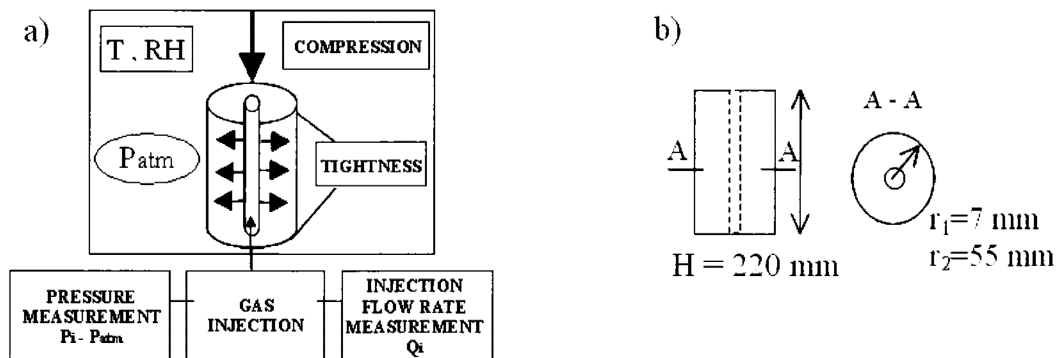 a)
T , RH
COMPRESSION
Patm
TIGHTNESS
PRESSURE
MEASUREMENT
Pi - Patm
GAS
INJECTION
INJECTION
FLOW RATE
MEASUREMENT
Qi
b)
A - A
A
A
r1=7 mm
r2=55 mm
H = 220 mm